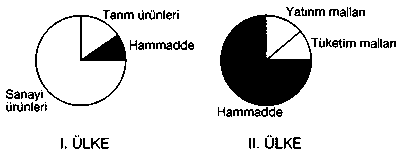 Tarım ürünleri
Hammadde
Sanayi
ürünleri
I. ÜLKE
Yatırım malları
Tüketim malları
Hammadde
II. ÜLKE